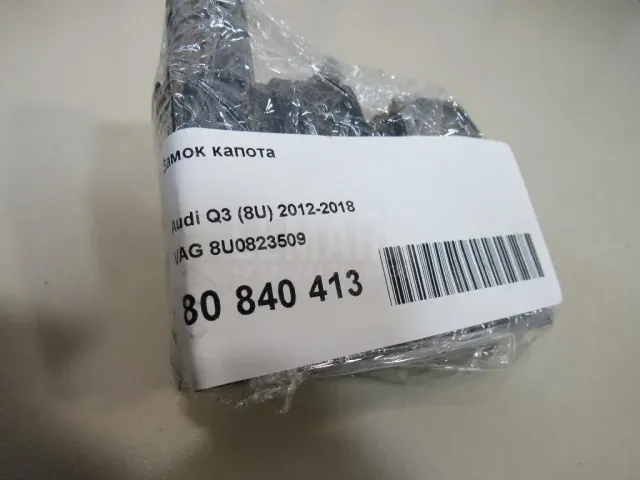 Замок капота
Audi Q3 (8U) 2012-2018
VAG 8U0823509
80 840 413